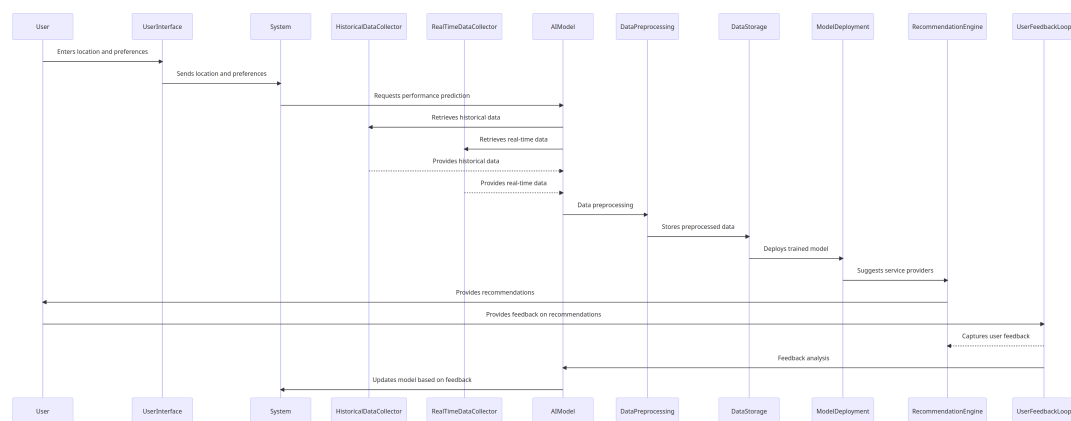 User UserInterface System HistoricalDataCollector RealTimeDataCollector AIModel DataPreprocessing DataStorage ModelDeployment RecommendationEngine UserFeedbackLoop
Enters location and preferences
Sends location and preferences
Requests performance prediction
Retrieves historical data
Retrieves real-time data
Provides historical data
Provides real-time data
Data preprocessing
Stores preprocessed data
Deploys trained model
Suggests service providers
Provides recommendations
Provides feedback on recommendations
Captures user feedback
Feedback analysis
Updates model based on feedback
User UserInterface System HistoricalDataCollector RealTimeDataCollector AIModel DataPreprocessing DataStorage ModelDeployment RecommendationEngine UserFeedbackLoop